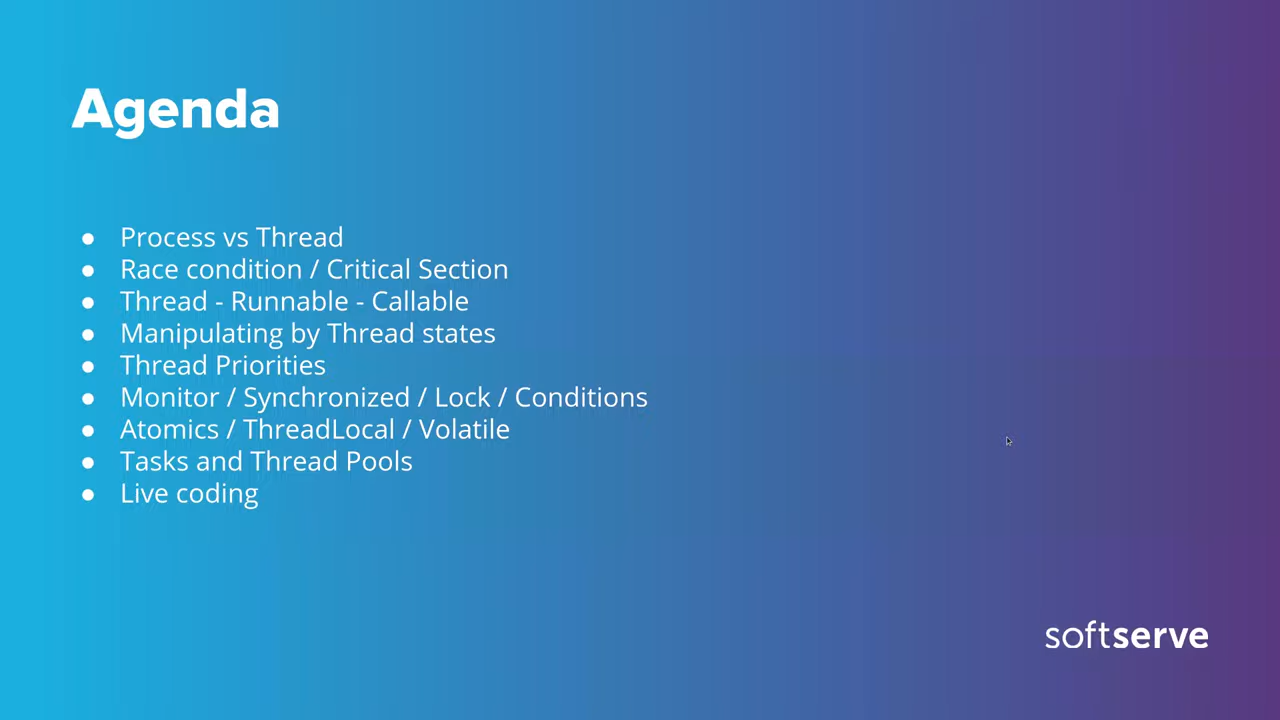 Agenda
● Process vs Thread
● Race condition / Critical Section
● Thread - Runnable - Callable
● Manipulating by Thread states
● Thread Priorities
● Monitor / Synchronized / Lock / Conditions
● Atomics / ThreadLocal / Volatile
● Tasks and Thread Pools
● Live coding
softserve